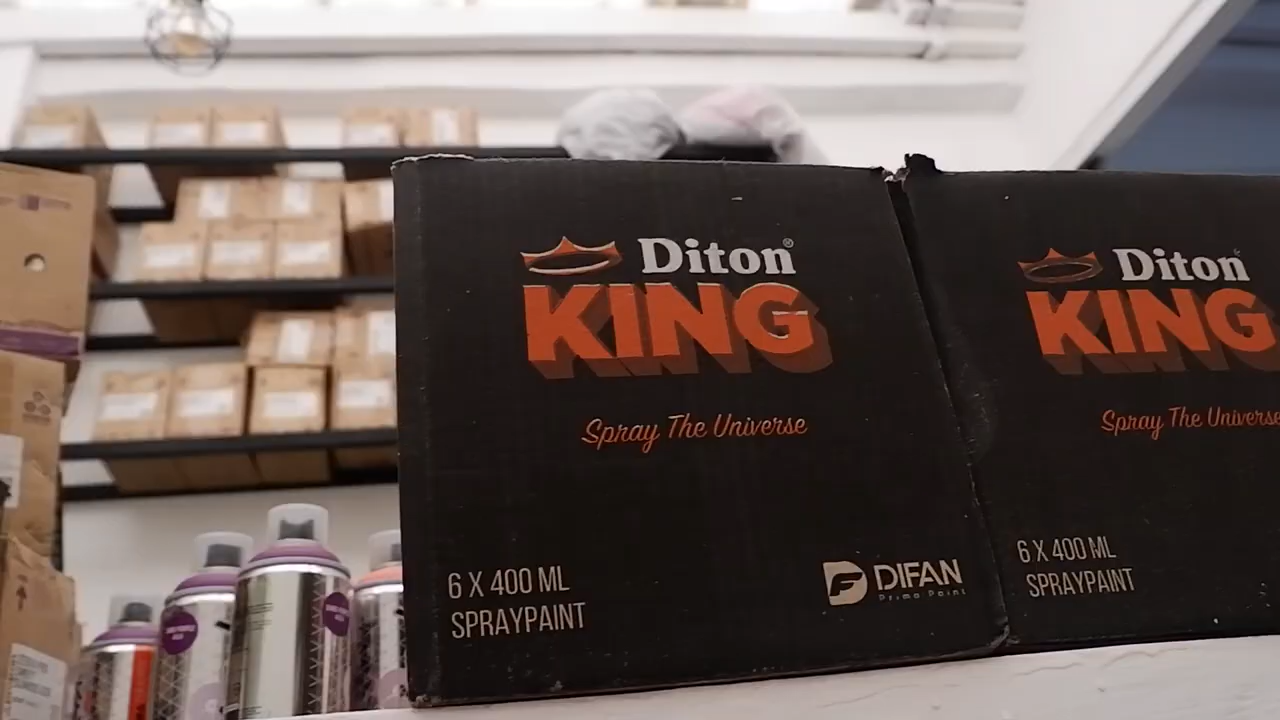 Diton®
KING
Spray The Universe
6 X 400 ML
SPRAYPAINT
DIFAN
Prime Paint
Diton
KING
Spray The Universe
6 X 400 ML
SPRAYPAINT